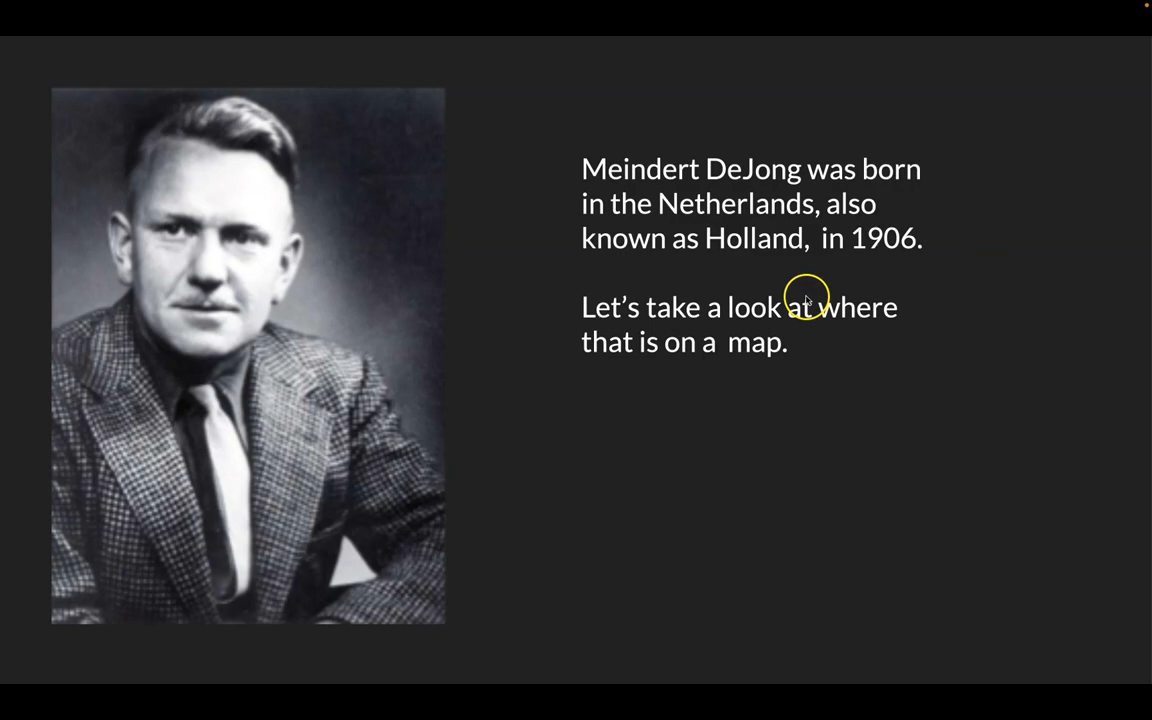 Meindert DeJong was born
in the Netherlands, also
known as Holland,  in 1906.
Let’s take a look at where
that is on a  map.